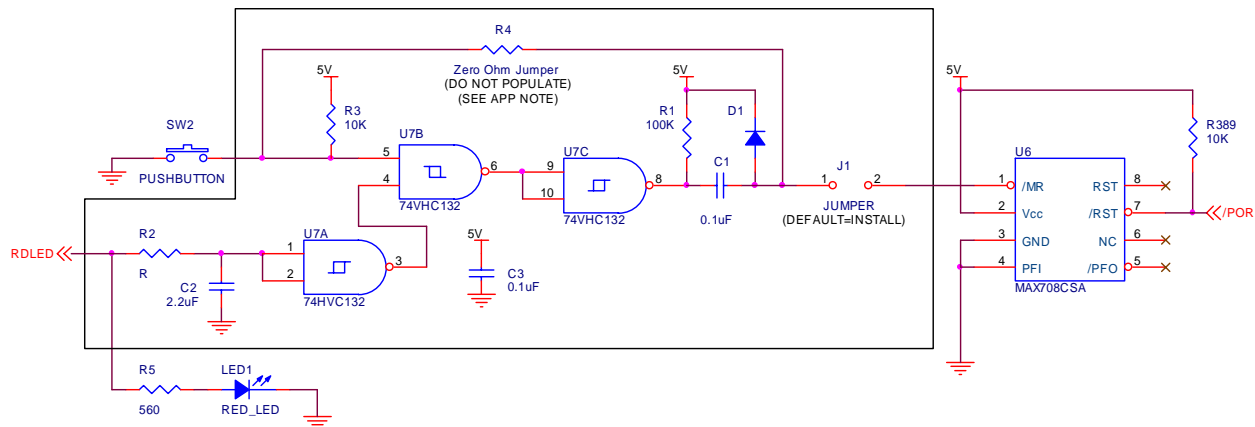 R4
Zero Ohm Jumper
(DO NOT POPULATE)
(SEE APP NOTE)
5V
R3
10K
SW2
PUSHBUTTON
U7B
5
4
6
74VHC132
U7C
9
10
8
74VHC132
5V
R1
100K
D1
C1
0.1uF
J1
1
2
JUMPER
(DEFAULT=INSTALL)
5V
R389
10K
U6
1
/MR
RST
8
2
Vcc
/RST
7
/POR
3
GND
NC
6
4
PFI
/PFO
5
MAX708CSA
RDLED
R2
R
C2
2.2uF
U7A
1
2
3
74HVC132
5V
C3
0.1uF
R5
560
LED1
RED_LED